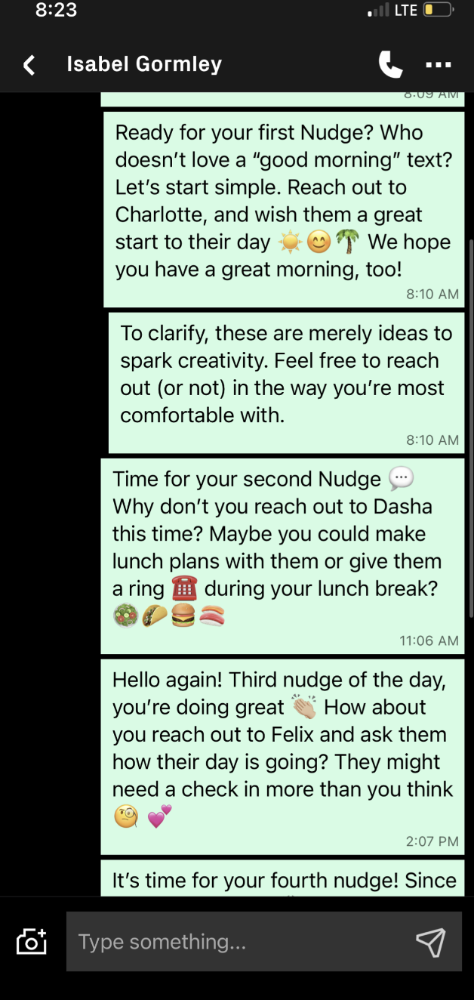 8:23 LTE
Isabel Gormley
8:09 AM
Ready for your first Nudge? Who
doesn’t love a “good morning” text?
Let’s start simple. Reach out to
Charlotte, and wish them a great
start to their day ☀️😊🌴 We hope
you have a great morning, too!
8:10 AM
To clarify, these are merely ideas to
spark creativity. Feel free to reach
out (or not) in the way you’re most
comfortable with.
8:10 AM
Time for your second Nudge 💬
Why don’t you reach out to Dasha
this time? Maybe you could make
lunch plans with them or give them
a ring ☎️ during your lunch break?
🥗🌮🍔🍣
11:06 AM
Hello again! Third nudge of the day,
you’re doing great 👏🏼 How about
you reach out to Felix and ask them
how their day is going? They might
need a check in more than you think
🧐 💕
2:07 PM
It’s time for your fourth nudge! Since
Type something...